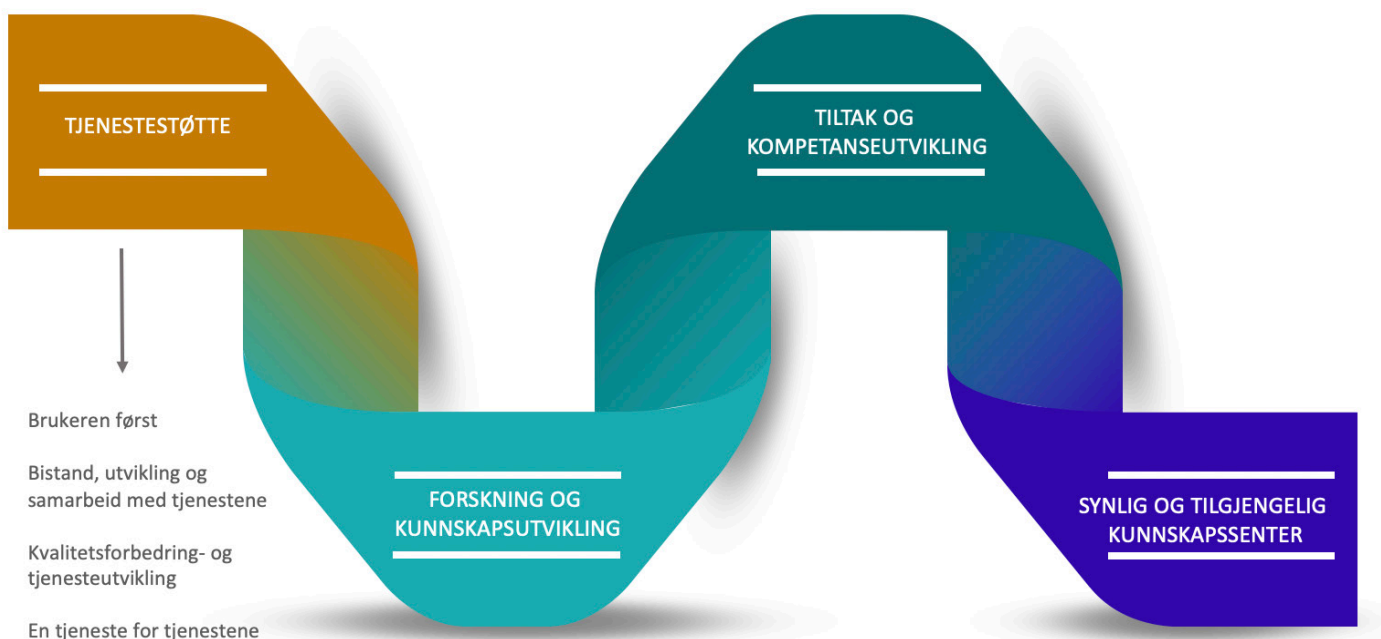 TJENESTESTØTTE
TILTAK OG
KOMPETANSEUTVIKLING
Brukeren først
Bistand, utvikling og
samarbeid med tjenestene
Kvalitetsforbedring- og
tjenesteutvikling
En tjeneste for tjenestene
FORSKNING OG
KUNNSKAPSUTVIKLING
SYNLIG OG TILGJENGELIG
KUNNSKAPSSENTER